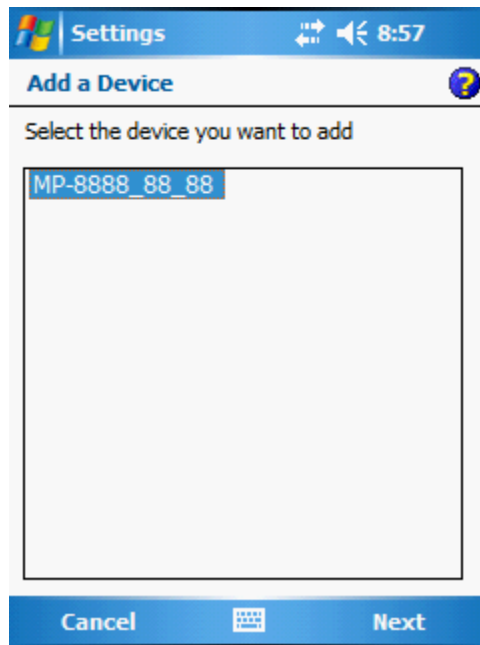 Settings 8:57
Add a Device ?
Select the device you want to add
MP-8888_88_88
Cancel Next